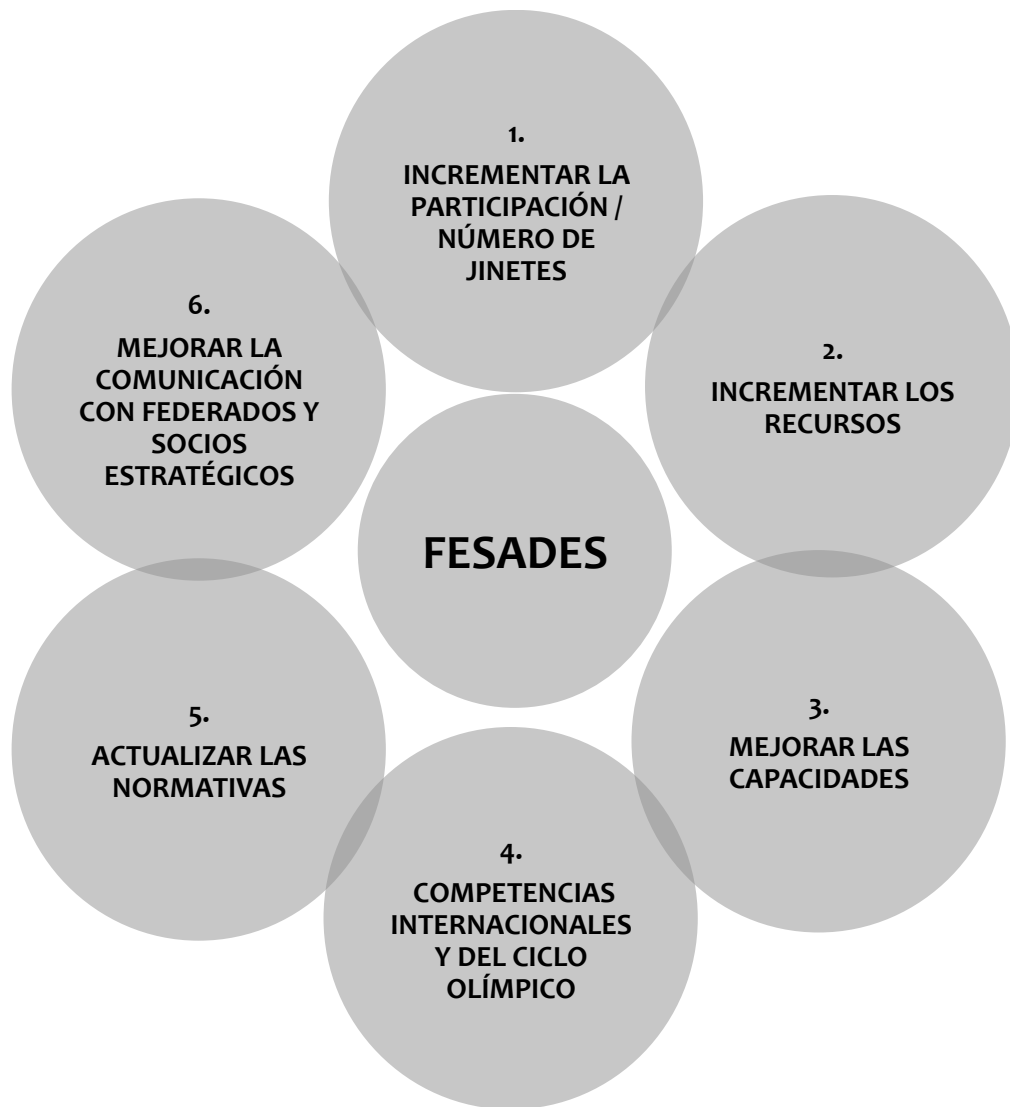 1.
INCREMENTAR LA
PARTICIPACIÓN /
NÚMERO DE
JINETES
2.
INCREMENTAR LOS
RECURSOS
3.
MEJORAR LAS
CAPACIDADES
4.
COMPETENCIAS
INTERNACIONALES
Y DEL CICLO
OLÍMPICO
5.
ACTUALIZAR LAS
NORMATIVAS
6.
MEJORAR LA
COMUNICACIÓN
CON FEDERADOS Y
SOCIOS
ESTRATÉGICOS
FESADES